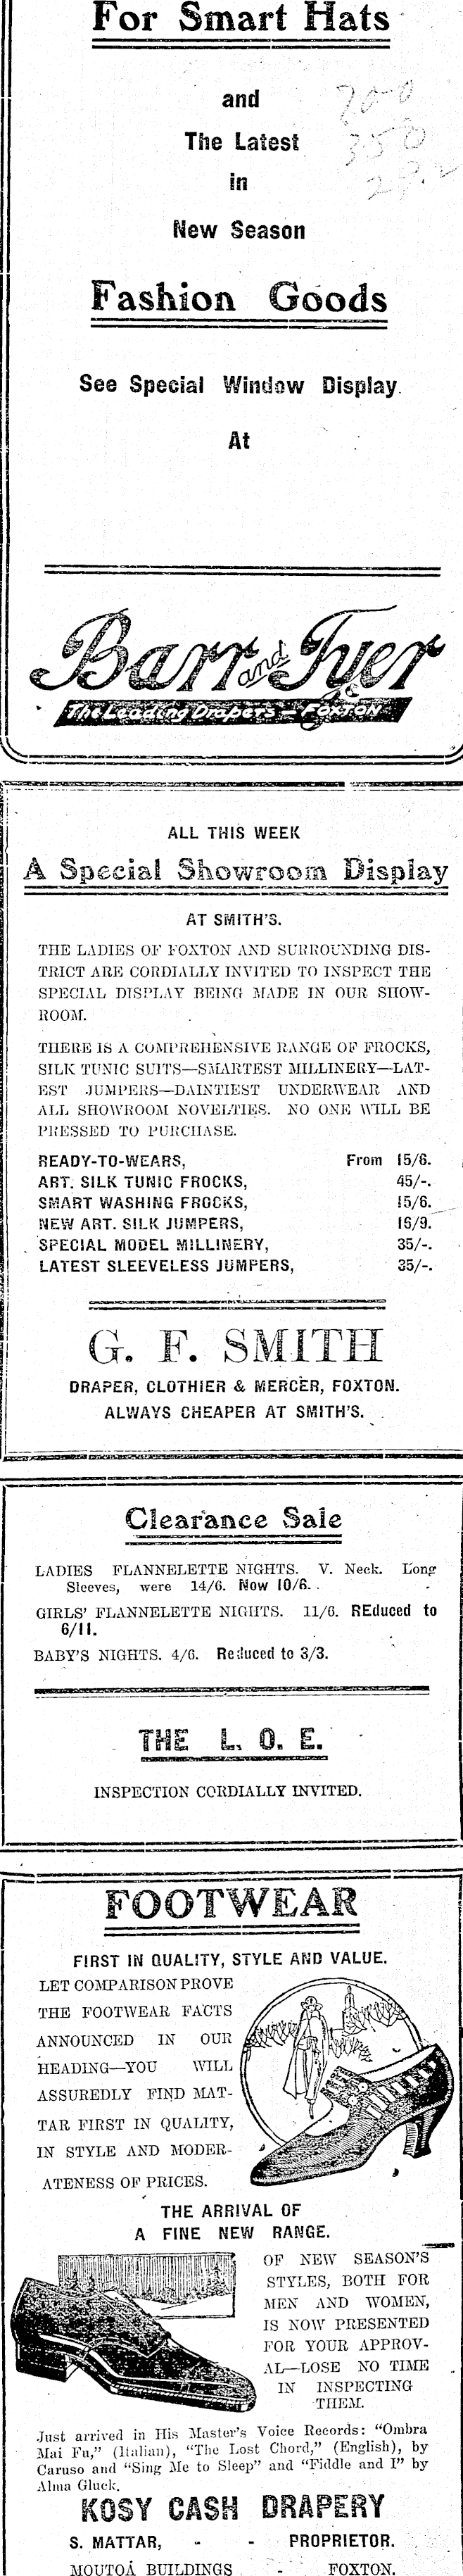 For Smart Hats
and
The Latest
in
New Season
Fashion Goods
See Special Window Display
At
Barr and Tyer
The Leading Drapers – FOXTON
700
350
ALL THIS WEEK
A Special Showroom Display
AT SMITH'S.
THE LADIES OF FOXTON AND SURROUNDING DIS-
TRICT ARE CORDIALLY INVITED TO INSPECT THE
SPECIAL DISPLAY BEING MADE IN OUR SHOW-
ROOM.
THERE IS A COMPREHENSIVE RANGE OF FROCKS,
SILK TUNIC SUITS—SMARTEST MILLINERY—LAT-
EST JUMPERS—DAINTIEST UNDERWEAR AND
ALL SHOWROOM NOVELTIES. NO ONE WILL BE
PRESSED TO PURCHASE.
READY-TO-WEARS, From 15/6.
ART. SILK TUNIC FROCKS, 45/-.
SMART WASHING FROCKS, 15/6.
NEW ART. SILK JUMPERS, 16/9.
SPECIAL MODEL MILLINERY, 35/-.
LATEST SLEEVELESS JUMPERS, 35/-.
G. F. SMITH
DRAPER, CLOTHIER & MERCER, FOXTON.
ALWAYS CHEAPER AT SMITH'S.
Clearance Sale
LADIES FLANNELETTE NIGHTS. V. Neck. Long
Sleeves, were 14/6. Now 10/6.
GIRLS' FLANNELETTE NIGHTS. 11/6. REduced to
6/11.
BABY'S NIGHTS. 4/6. Reduced to 3/3.
THE L. O. E.
INSPECTION CORDIALLY INVITED.
FOOTWEAR
FIRST IN QUALITY, STYLE AND VALUE.
LET COMPARISON PROVE
THE FOOTWEAR FACTS
ANNOUNCED IN OUR
HEADING—YOU WILL
ASSUREDLY FIND MAT-
TAR FIRST IN QUALITY,
IN STYLE AND MODER-
ATENESS OF PRICES.
THE ARRIVAL OF
A FINE NEW RANGE.
OF NEW SEASON'S
STYLES, BOTH FOR
MEN AND WOMEN,
IS NOW PRESENTED
FOR YOUR APPROV-
AL—LOSE NO TIME
IN INSPECTING
THEM.
Just arrived in His Master's Voice Records: "Ombra
Mai Fu," (Italian), "The Lost Chord," (English), by
Caruso and "Sing Me to Sleep" and "Fiddle and I" by
Alma Gluck.
KOSY CASH DRAPERY
S. MATTAR, - - PROPRIETOR.
MOUTOA BUILDINGS - FOXTON.